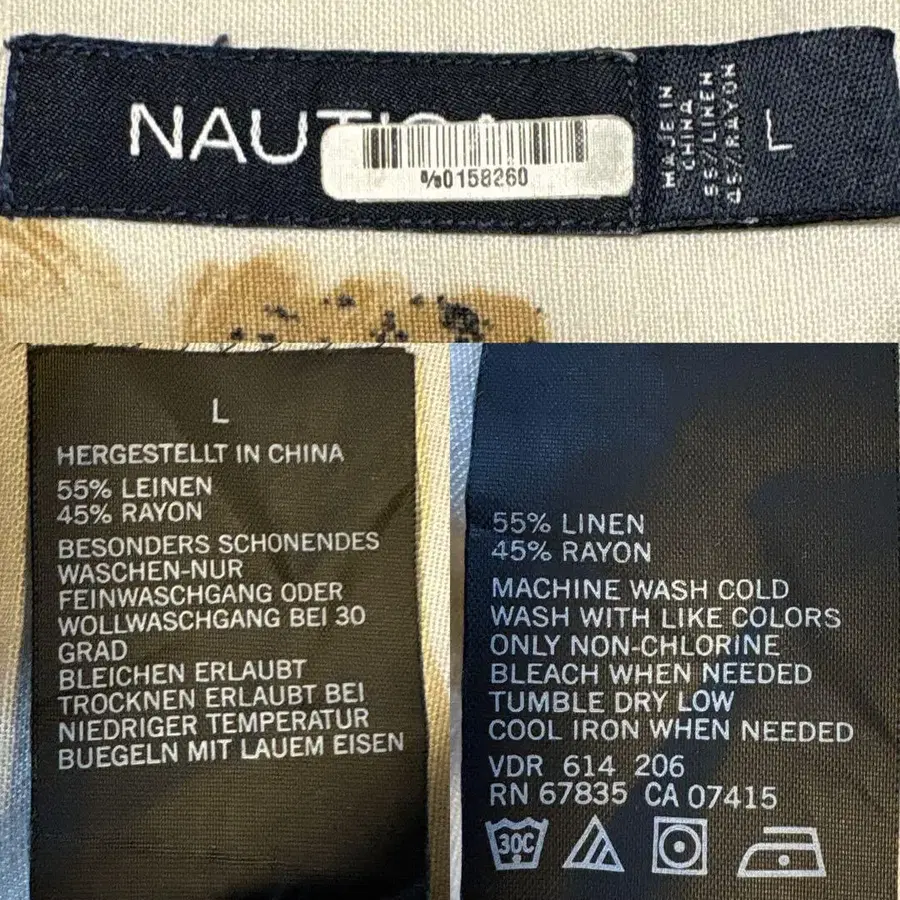 NAUTICA
%0158260
MADE IN
CHINA
55% LINEN
45% RAYON
L
L
HERGESTELLT IN CHINA
55% LEINEN
45% RAYON
BESONDERS SCHONENDES
WASCHEN-NUR
FEINWASCHGANG ODER
WOLLWASCHGANG BEI 30
GRAD
BLEICHEN ERLAUBT
TROCKNEN ERLAUBT BEI
NIEDRIGER TEMPERATUR
BUEGELN MIT LAUEM EISEN
55% LINEN
45% RAYON
MACHINE WASH COLD
WASH WITH LIKE COLORS
ONLY NON-CHLORINE
BLEACH WHEN NEEDED
TUMBLE DRY LOW
COOL IRON WHEN NEEDED
VDR 614 206
RN 67835 CA 07415
30C